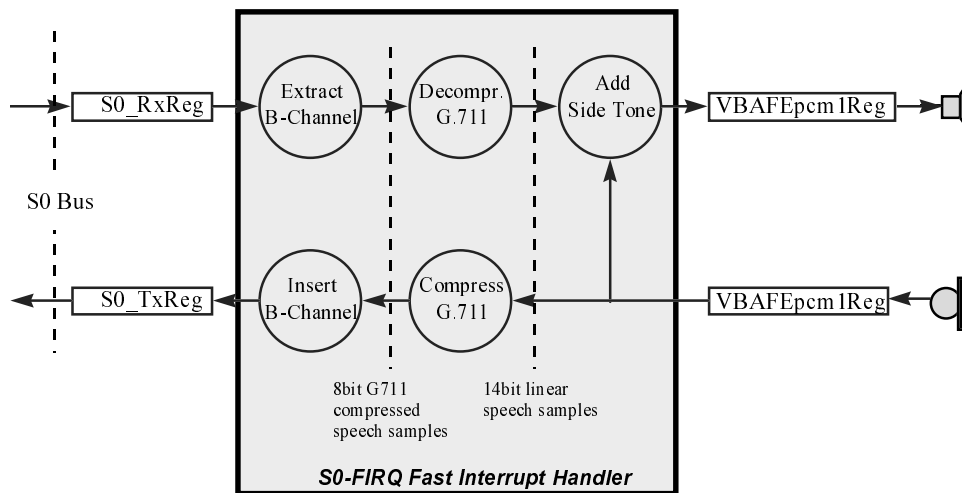 Extract
B-Channel
Decompr.
G.711
Add
Side Tone
S0_RxReg
VBAFEpcm1Reg
S0 Bus
Insert
B-Channel
Compress
G.711
S0_TxReg
VBAFEpcm1Reg
8bit G711
compressed
speech samples
14bit linear
speech samples
S0-FIRQ Fast Interrupt Handler